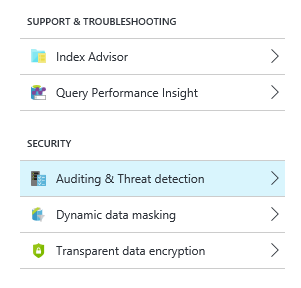 SUPPORT & TROUBLESHOOTING
Index Advisor
Query Performance Insight
SECURITY
Auditing & Threat detection
Dynamic data masking
Transparent data encryption